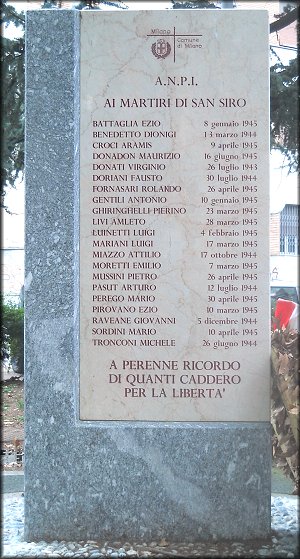 Milano
Comune
di Milano
A.N.P.I.
AI MARTIRI DI SAN SIRO
BATTAGLIA EZIO 8 gennaio 1945
BENEDETTO DIONIGI 13 marzo 1944
CROCI ARAMIS 9 aprile 1945
DONADON MAURIZIO 16 giugno 1945
DONATI VIRGINIO 26 luglio 1943
DORIANI FAUSTO 30 luglio 1944
FORNASARI ROLANDO 26 aprile 1945
GENTILI ANTONIO 10 gennaio 1945
GHIRINGHELLI PIERINO 23 marzo 1945
LIVI AMLETO 28 marzo 1945
LUINETTI LUIGI 4 febbraio 1945
MARIANI LUIGI 17 marzo 1945
MIAZZO ATTILIO 17 ottobre 1944
MORETTI EMILIO 7 marzo 1945
MUSSINI PIETRO 26 aprile 1945
PASUT ARTURO 12 luglio 1944
PEREGO MARIO 30 aprile 1945
PIROVANO EZIO 10 marzo 1945
RAVEANE GIOVANNI 5 dicembre 1944
SORDINI MARIO 10 aprile 1945
TRONCONI MICHELE 26 giugno 1944
A PERENNE RICORDO
DI QUANTI CADDERO
PER LA LIBERTA'